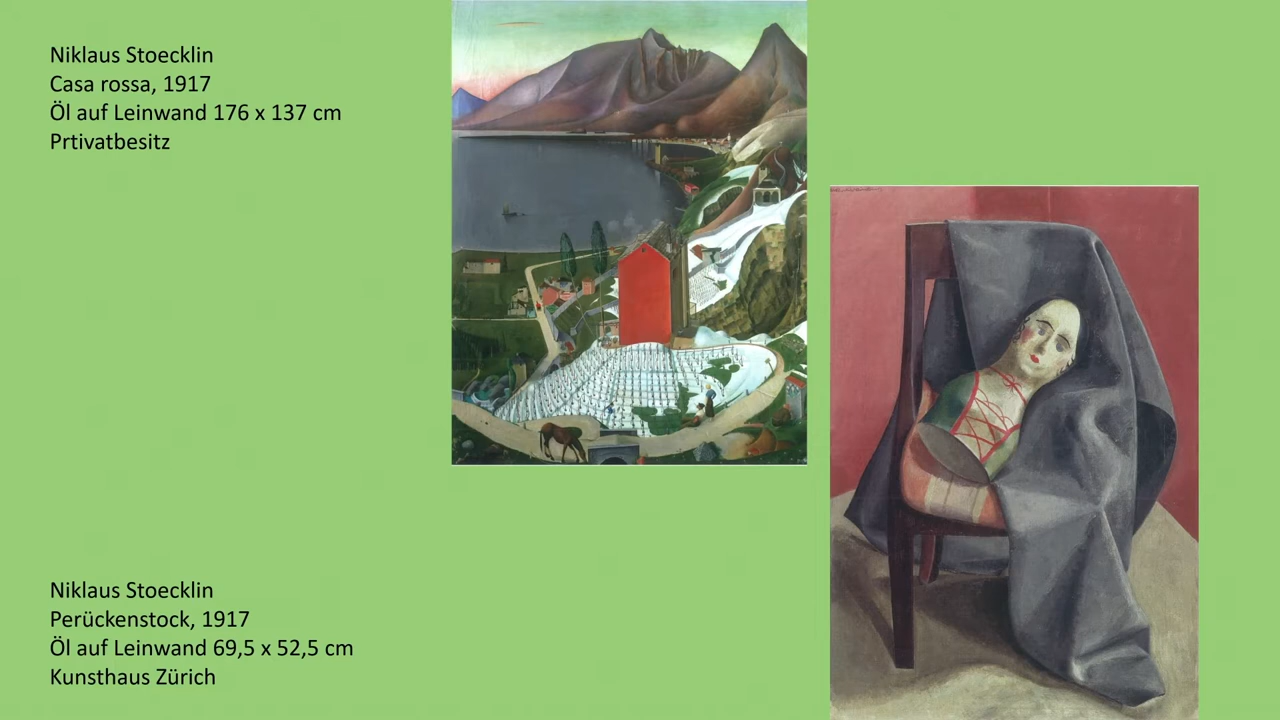 Niklaus Stoecklin
Casa rossa, 1917
Öl auf Leinwand 176 x 137 cm
Prtivatbesitz
Niklaus Stoecklin
Perückenstock, 1917
Öl auf Leinwand 69,5 x 52,5 cm
Kunsthaus Zürich